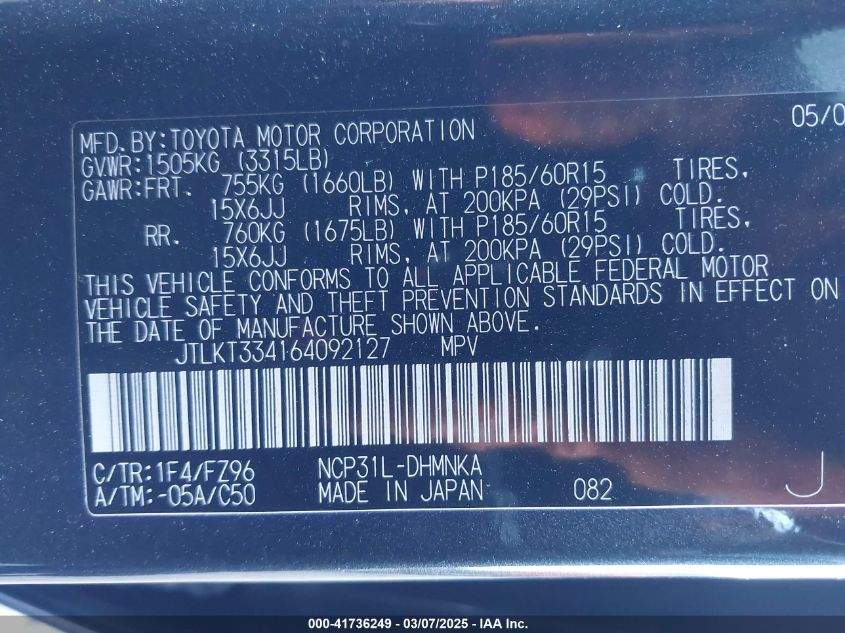 05/0
MFD.BY:TOYOTA MOTOR CORPORATION
GVWR:1505KG (3315LB)
GAWR:FRT. 755KG (1660LB) WITH P185/60R15 TIRES,
15X6JJ RIMS, AT 200KPA (29PSI) COLD.
RR. 760KG (1675LB) WITH P185/60R15 TIRES,
15X6JJ RIMS, AT 200KPA (29PSI) COLD.
THIS VEHICLE CONFORMS TO ALL APPLICABLE FEDERAL MOTOR
VEHICLE SAFETY AND THEFT PREVENTION STANDARDS IN EFFECT ON
THE DATE OF MANUFACTURE SHOWN ABOVE.
JTLKT334164092127 MPV
C/TR:1F4/FZ96 NCP31L-DHMNKA
A/TM:-05A/C50 MADE IN JAPAN 082 J
000-41736249 - 03/07/2025 - IAAI.com